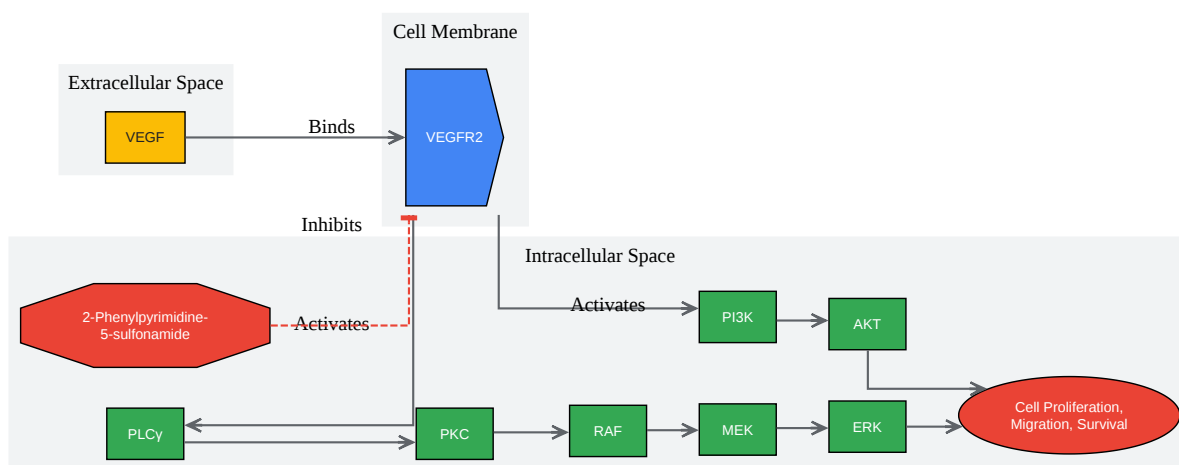 Cell Membrane
Extracellular Space
VEGF
Binds
VEGFR2
Inhibits
Intracellular Space
2-Phenylpyrimidine-
5-sulfonamide
Activates
Activates
PI3K
AKT
PLCγ
PKC
RAF
MEK
ERK
Cell Proliferation,
Migration, Survival